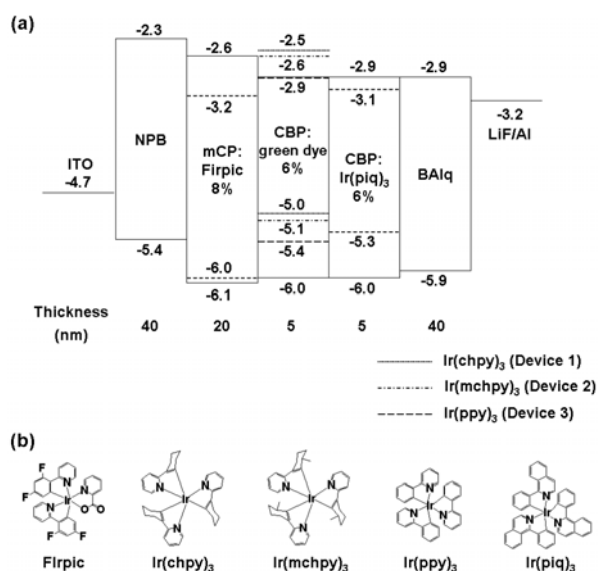 (a)
-2.3
-2.6
-2.5
-2.6
-2.9
-2.9
-2.9
-3.2
-3.1
-3.2
LiF/Al
NPB
mCP:
Firpic
8%
CBP:
green dye
6%
CBP:
Ir(piq)3
6%
BAlq
ITO
-4.7
-5.0
-5.1
-5.4
-5.3
-5.4
-6.0
-6.1
-6.0
-6.0
-5.9
Thickness
(nm)
40
20
5
5
40
Ir(chpy)3 (Device 1)
Ir(mchpy)3 (Device 2)
Ir(ppy)3 (Device 3)
(b)
F
N
Ir
N
O
O
F
F
F
N
Ir
N
N
N
Ir
N
N
N
Ir
N
N
N
Ir
N
N
FIrpic
Ir(chpy)3
Ir(mchpy)3
Ir(ppy)3
Ir(piq)3